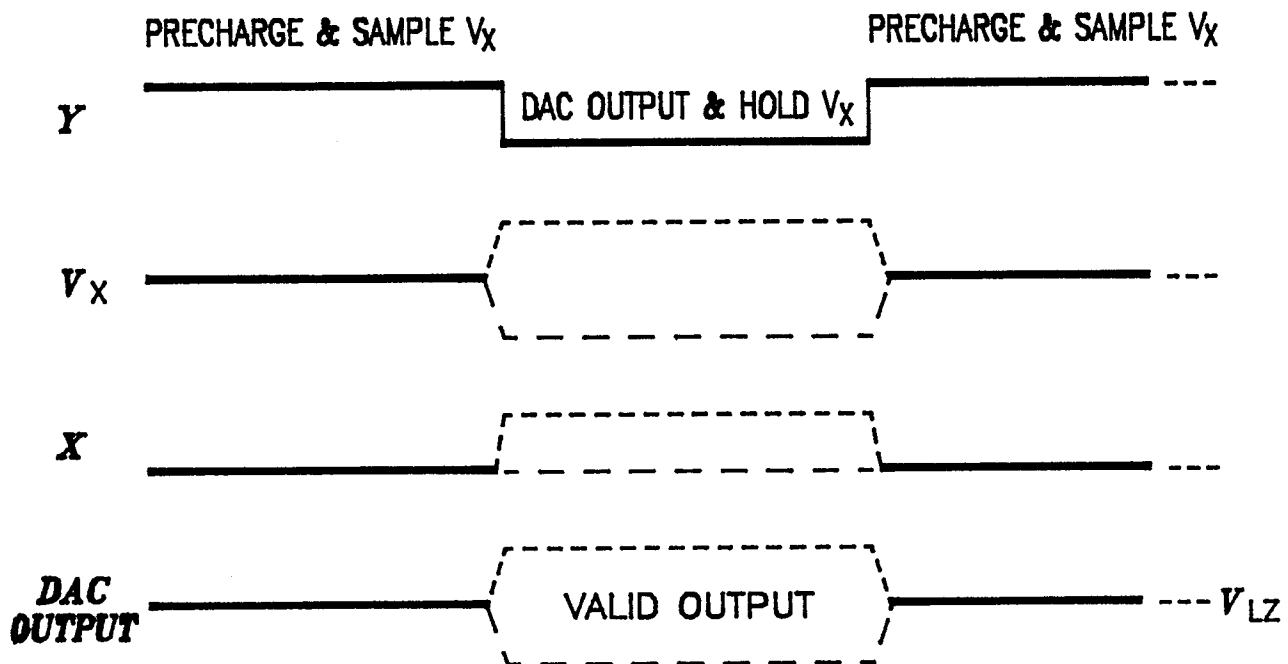 PRECHARGE & SAMPLE VX
PRECHARGE & SAMPLE VX
Y
DAC OUTPUT & HOLD VX
VX
X
DAC
OUTPUT
VALID OUTPUT
VLZ